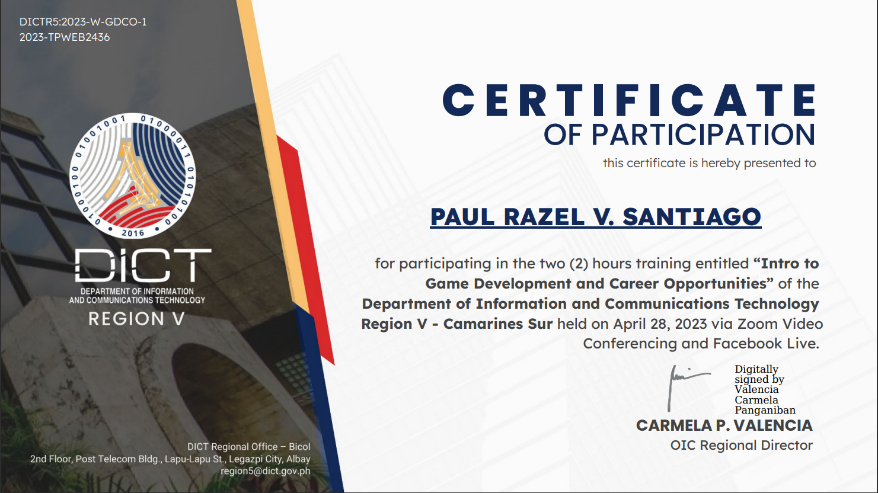 DICTR5:2023-W-GDCO-1
2023-TPWEB2436
01001001 01000011 01010100 01000100
2016
DICT
DEPARTMENT OF INFORMATION
AND COMMUNICATIONS TECHNOLOGY
REGION V
DICT Regional Office – Bicol
2nd Floor, Post Telecom Bldg., Lapu-Lapu St., Legazpi City, Albay
region5@dict.gov.ph
CERTIFICATE
OF PARTICIPATION
this certificate is hereby presented to
PAUL RAZEL V. SANTIAGO
for participating in the two (2) hours training entitled “Intro to
Game Development and Career Opportunities” of the
Department of Information and Communications Technology
Region V - Camarines Sur held on April 28, 2023 via Zoom Video
Conferencing and Facebook Live.
Digitally
signed by
Valencia
Carmela
Panganiban
CARMELA P. VALENCIA
OIC Regional Director